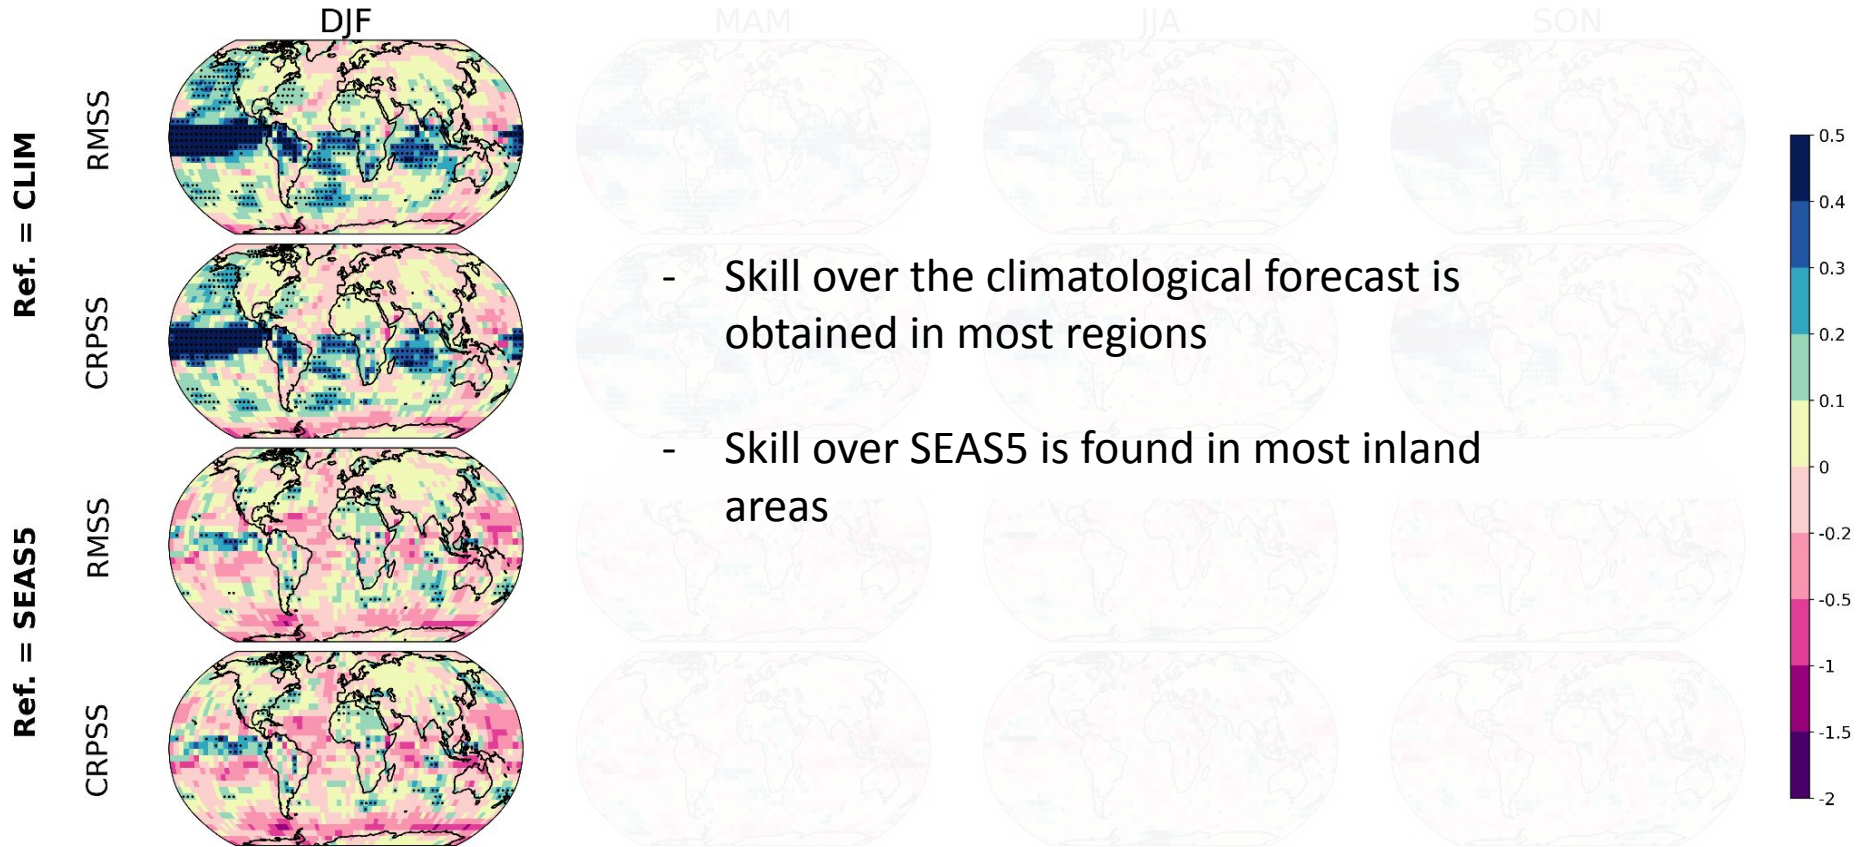 DJF
MAM
JJA
SON
Ref. = CLIM
RMSS
CRPSS
Ref. = SEAS5
RMSS
CRPSS
- Skill over the climatological forecast is
obtained in most regions
- Skill over SEAS5 is found in most inland
areas
0.5
0.4
0.3
0.2
0.1
0
-0.2
-0.5
-1
-1.5
-2